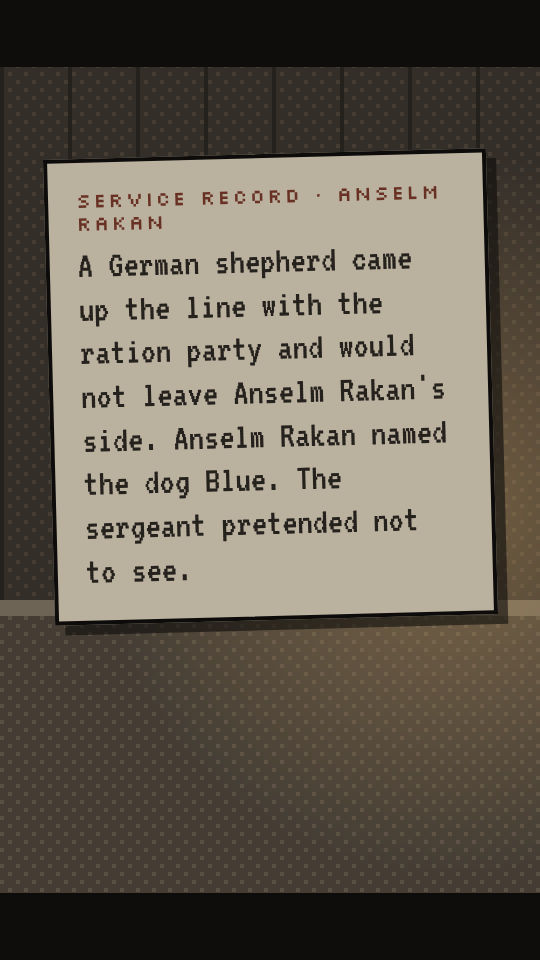 SERVICE RECORD · ANSELM
RAKAN
A German shepherd came
up the line with the
ration party and would
not leave Anselm Rakan's
side. Anselm Rakan named
the dog Blue. The
sergeant pretended not
to see.